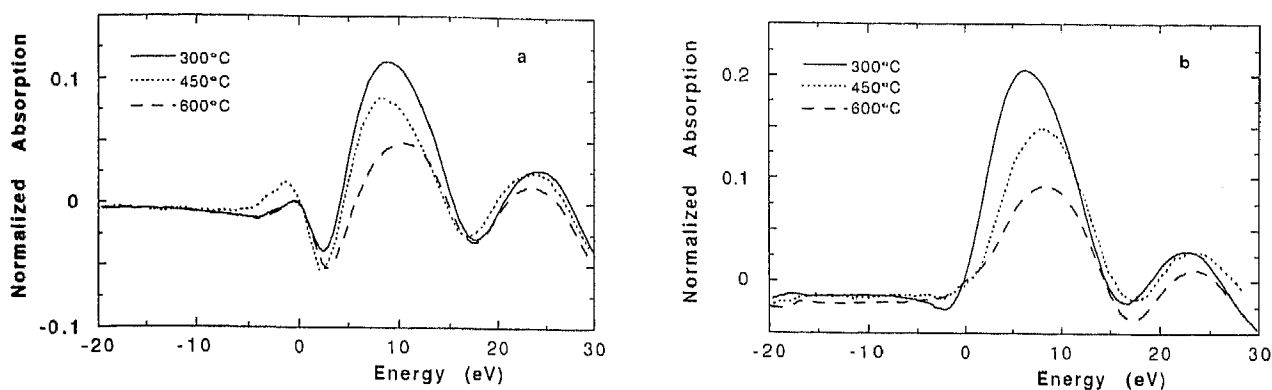 Normalized Absorption
0.1
0
-0.1
300°C
450°C
600°C
a
-20 -10 0 10 20 30
Energy (eV)
Normalized Absorption
0.2
0.1
0
300°C
450°C
600°C
b
-20 -10 0 10 20 30
Energy (eV)